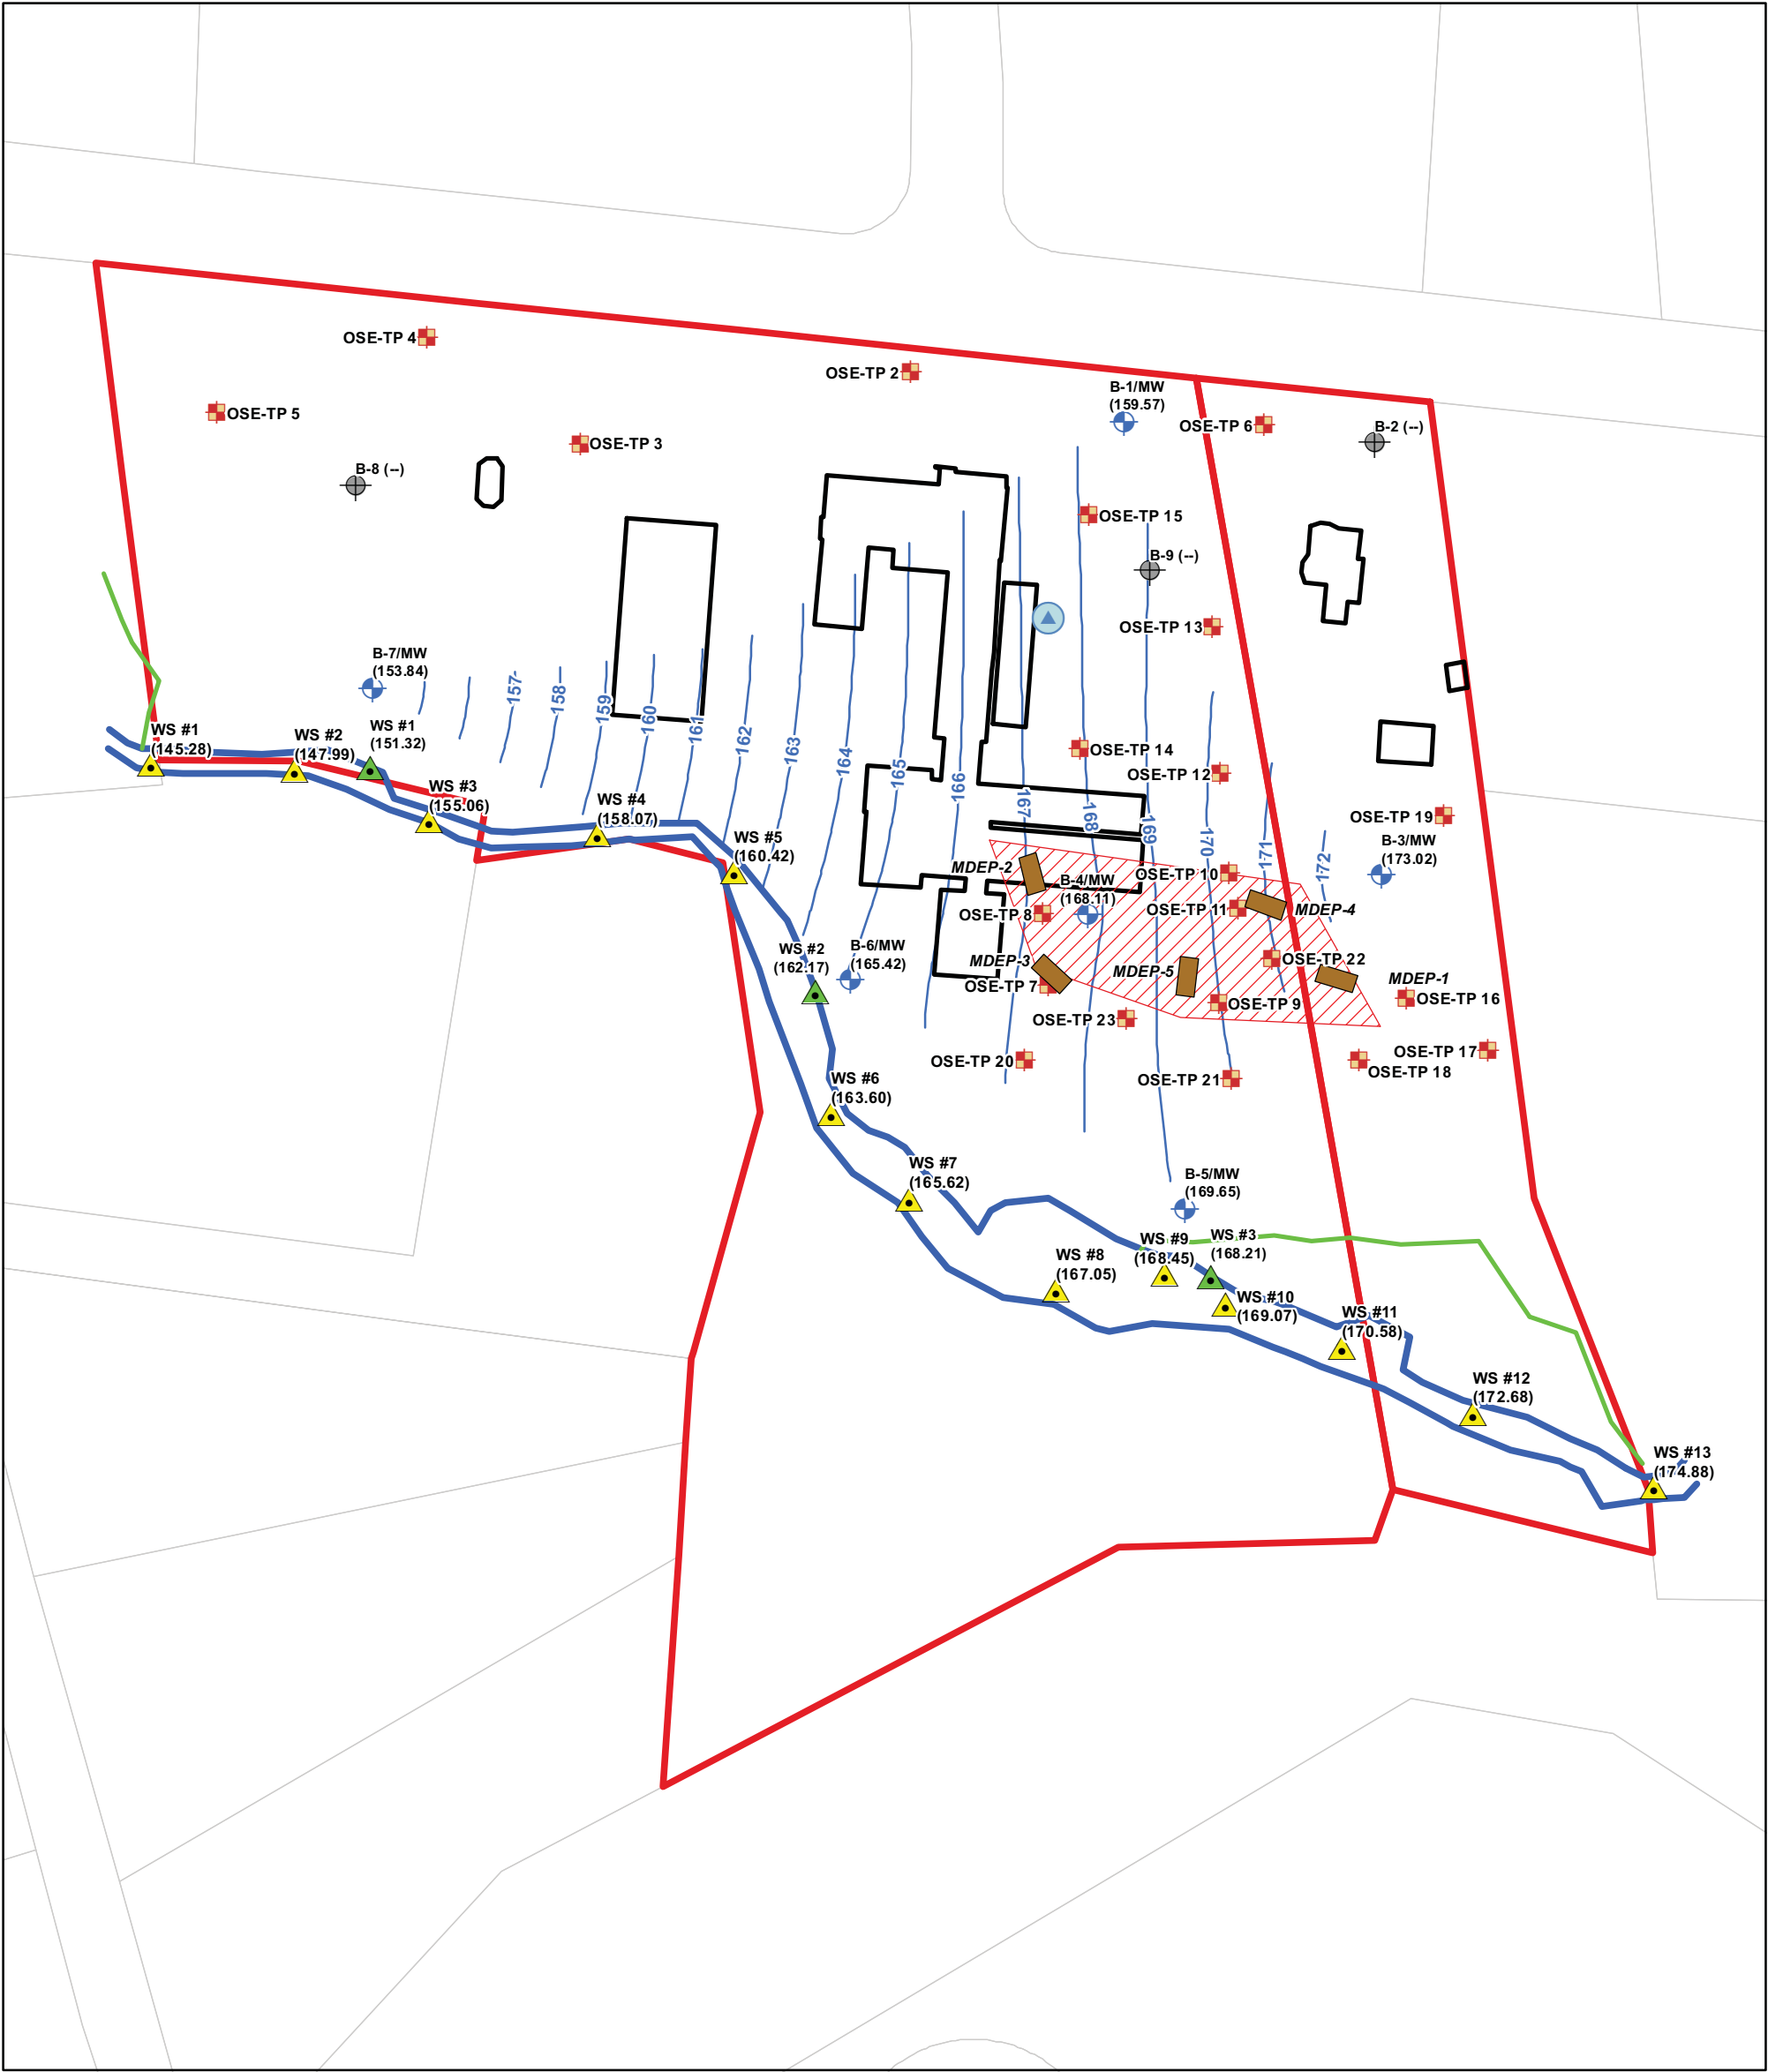 OSE-TP 4
OSE-TP 2
B-1/MW
(159.57)
OSE-TP 5
OSE-TP 6
B-2 (--)
OSE-TP 3
B-8 (--)
OSE-TP 15
B-9 (--)
OSE-TP 13
B-7/MW
(153.84)
157
158
159
160
161
162
163
164
165
166
167
168
169
170
171
172
WS #1
(145.28)
WS #2
(147.99)
WS #1
(151.32)
OSE-TP 14
OSE-TP 12
WS #3
(155.06)
WS #4
(158.07)
OSE-TP 19
B-3/MW
(173.02)
WS #5
(160.42)
MDEP-2
OSE-TP 10
B-4/MW
(168.11)
OSE-TP 8
OSE-TP 11
MDEP-4
WS #2
(162.17)
B-6/MW
(165.42)
MDEP-3
MDEP-5
OSE-TP 22
OSE-TP 7
MDEP-1
OSE-TP 16
OSE-TP 9
OSE-TP 23
OSE-TP 20
OSE-TP 17
OSE-TP 18
OSE-TP 21
WS #6
(163.60)
WS #7
(165.62)
B-5/MW
(169.65)
WS #8
(167.05)
WS #9
(168.45)
WS #3
(168.21)
WS #10
(169.07)
WS #11
(170.58)
WS #12
(172.68)
WS #13
(174.88)